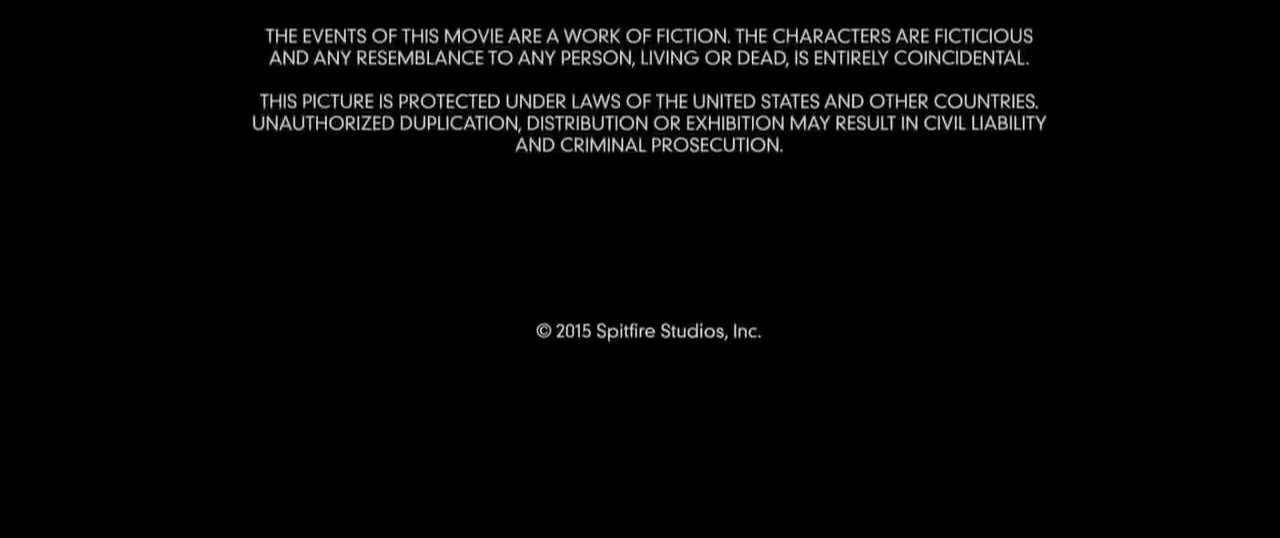 THE EVENTS OF THIS MOVIE ARE A WORK OF FICTION. THE CHARACTERS ARE FICTICIOUS
AND ANY RESEMBLANCE TO ANY PERSON, LIVING OR DEAD, IS ENTIRELY COINCIDENTAL.
THIS PICTURE IS PROTECTED UNDER LAWS OF THE UNITED STATES AND OTHER COUNTRIES.
UNAUTHORIZED DUPLICATION, DISTRIBUTION OR EXHIBITION MAY RESULT IN CIVIL LIABILITY
AND CRIMINAL PROSECUTION.
© 2015 Spitfire Studios, Inc.